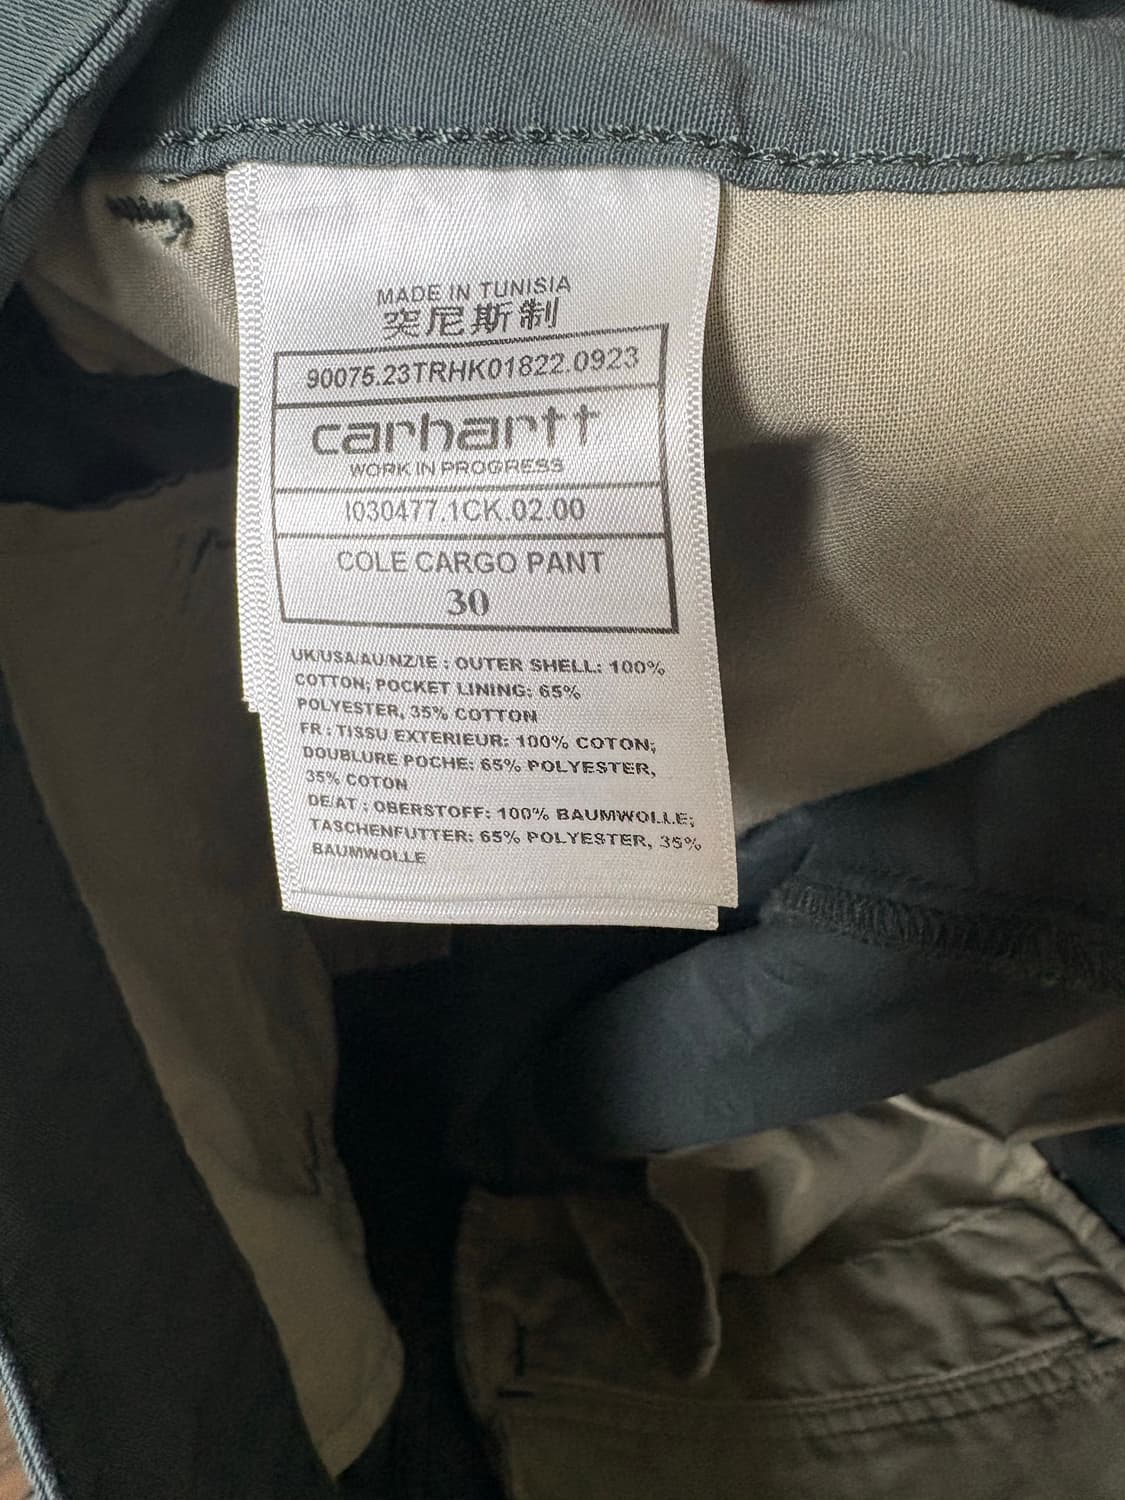 MADE IN TUNISIA
突尼斯制
90075.23TRHK01822.0923
carhartt
WORK IN PROGRESS
I030477.1CK.02.00
COLE CARGO PANT
30
UK/USA/AU/NZ/IE : OUTER SHELL: 100%
COTTON; POCKET LINING: 65%
POLYESTER, 35% COTTON
FR : TISSU EXTERIEUR: 100% COTON;
DOUBLURE POCHE: 65% POLYESTER,
35% COTON
DE/AT : OBERSTOFF: 100% BAUMWOLLE;
TASCHENFUTTER: 65% POLYESTER, 35%
BAUMWOLLE